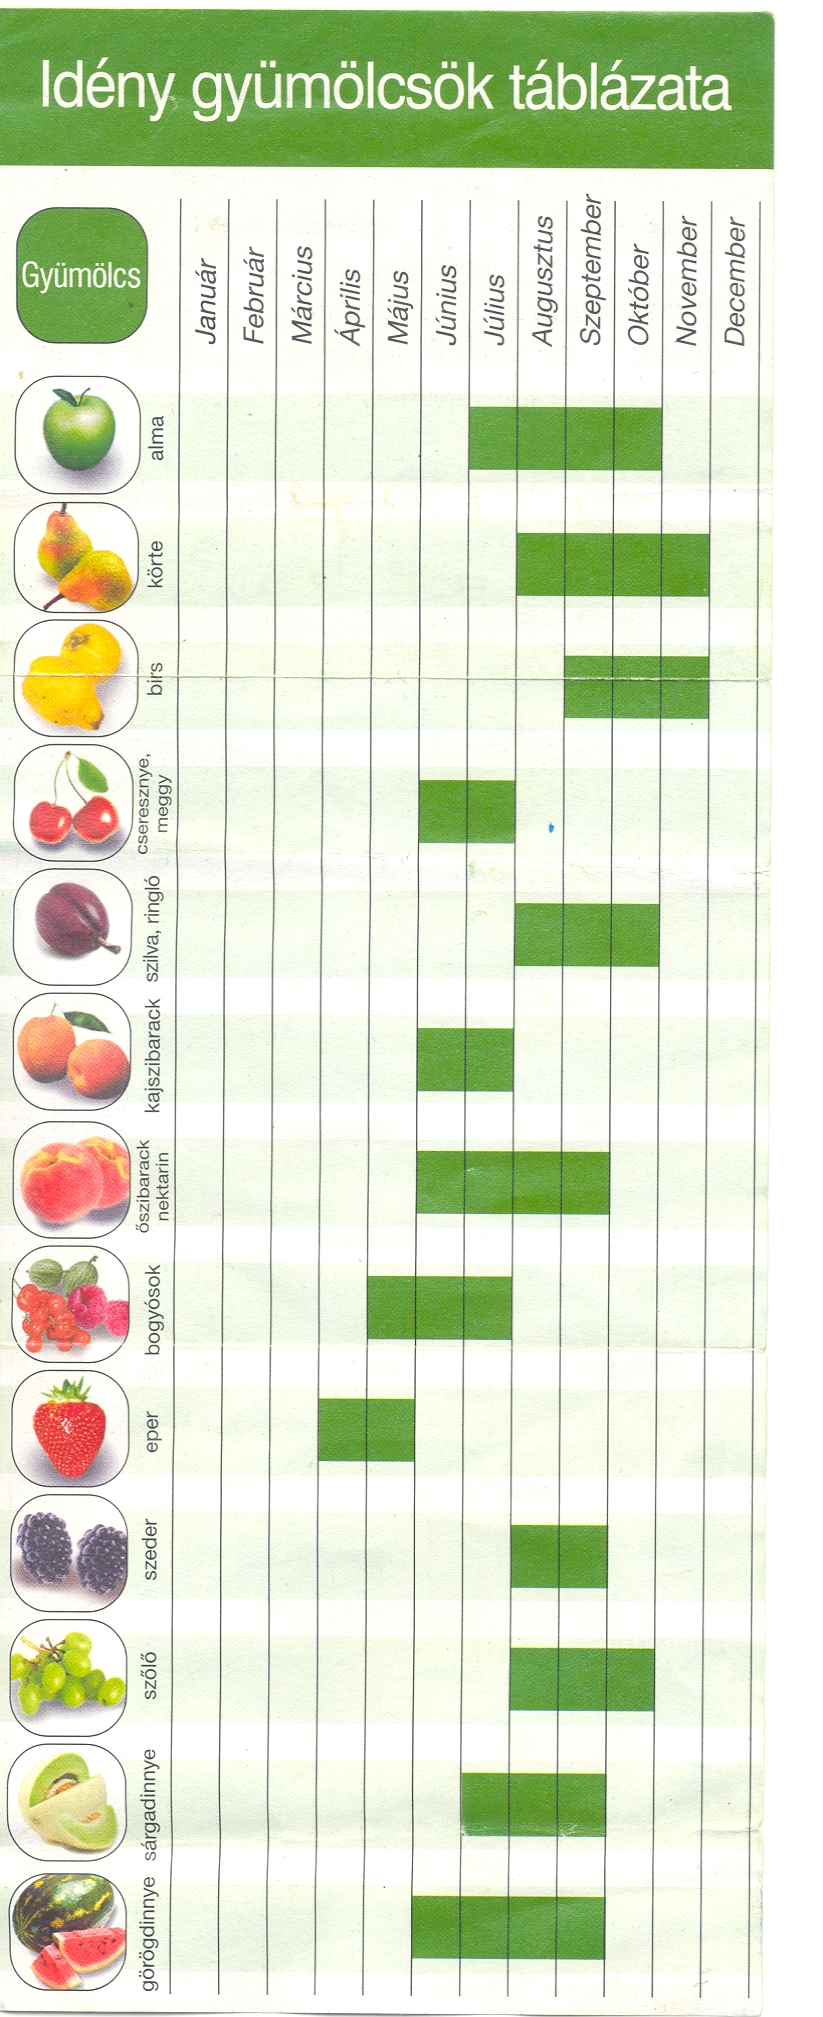 Idény gyümölcsök táblázata
Gyümölcs
Január
Február
Március
Április
Május
Június
Július
Augusztus
Szeptember
Október
November
December
alma
körte
birs
cseresznye,
meggy
szilva, ringló
kajszibarack
őszibarack
nektarin
bogyósok
eper
szeder
szőlő
sárgadinnye
görögdinnye